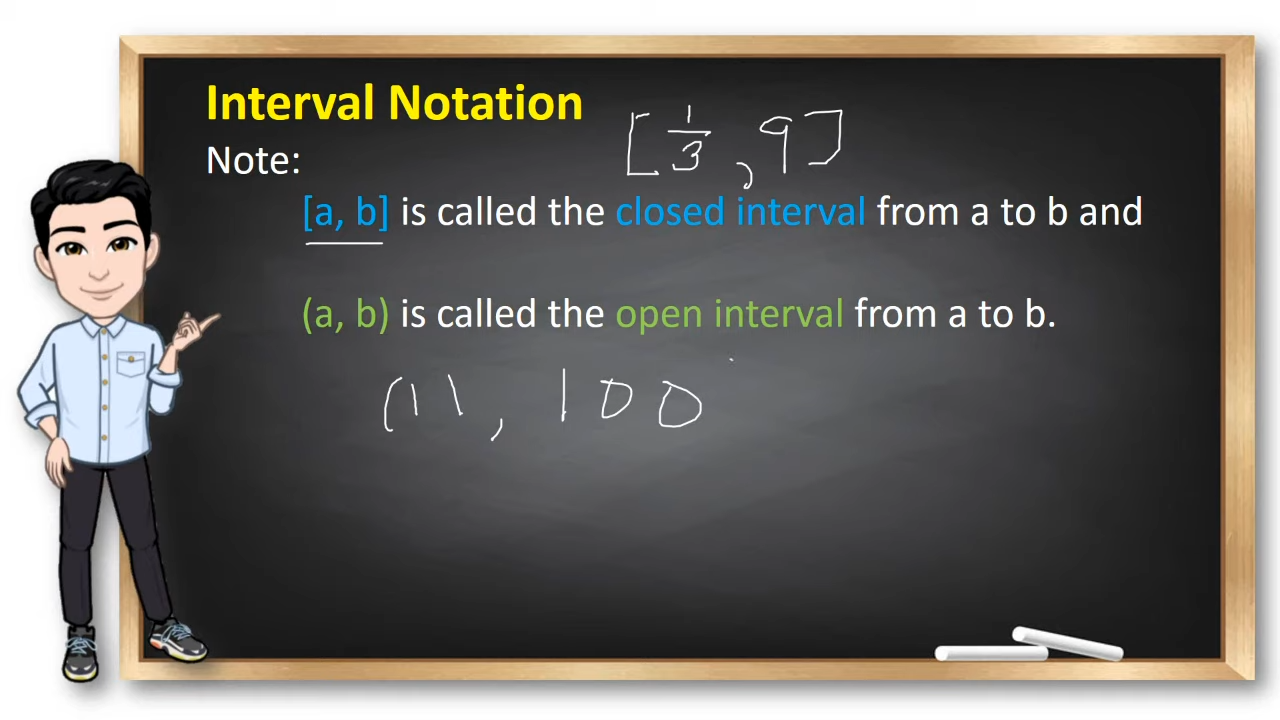 Interval Notation
[1/3, 9]
Note:
[a, b] is called the closed interval from a to b and
(a, b) is called the open interval from a to b.
(11, 100